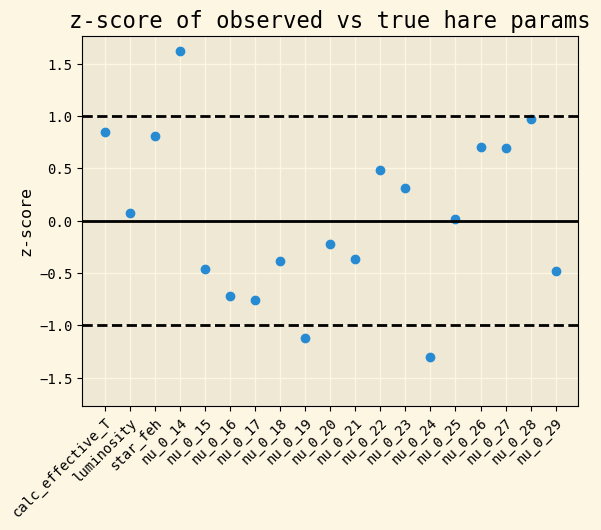 z-score of observed vs true hare params
z-score
1.5
1.0
0.5
0.0
−0.5
−1.0
−1.5
calc_effective_T
luminosity
star_feh
nu_0_14
nu_0_15
nu_0_16
nu_0_17
nu_0_18
nu_0_19
nu_0_20
nu_0_21
nu_0_22
nu_0_23
nu_0_24
nu_0_25
nu_0_26
nu_0_27
nu_0_28
nu_0_29